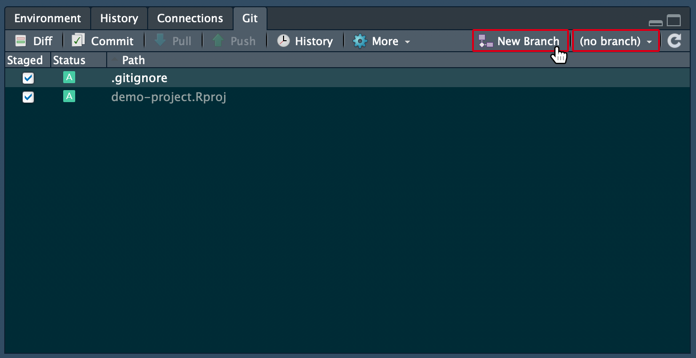 Environment History Connections Git
Diff Commit Pull Push History More New Branch (no branch)
Staged Status Path
A .gitignore
A demo-project.Rproj